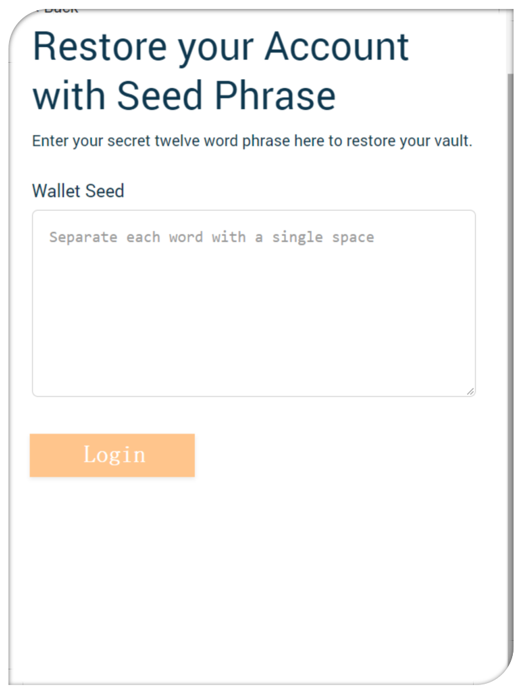 Back
Restore your Account
with Seed Phrase
Enter your secret twelve word phrase here to restore your vault.
Wallet Seed
Separate each word with a single space
Login